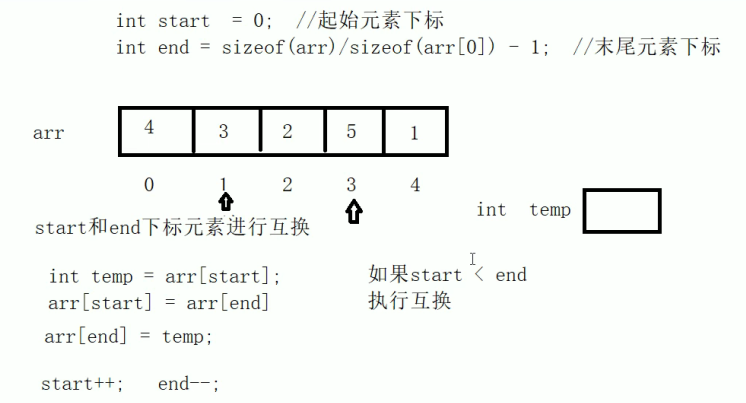 int start  = 0;  //起始元素下标
int end = sizeof(arr)/sizeof(arr[0]) - 1;  //末尾元素下标
arr  4  3  2  5  1
0  1  2  3  4
int  temp
start和end下标元素进行互换
int temp = arr[start];
arr[start] = arr[end]
arr[end] = temp;
如果start < end
执行互换
start++;  end--;